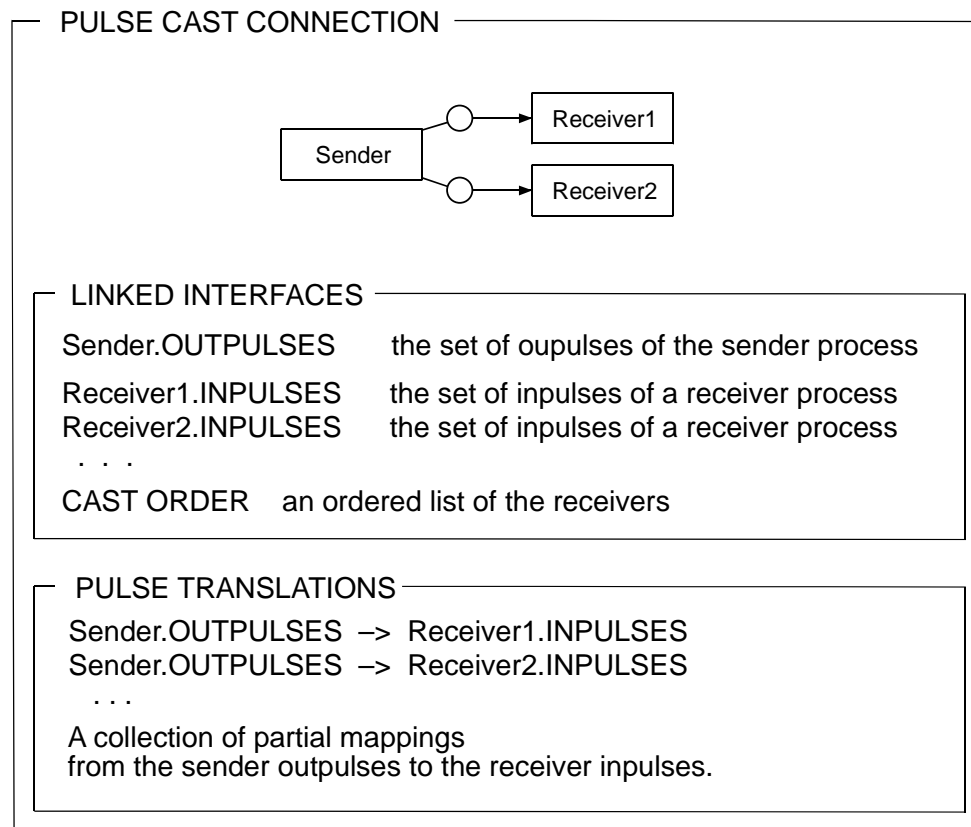 PULSE CAST CONNECTION
Receiver1
Sender
Receiver2
LINKED INTERFACES
Sender.OUTPULSES the set of oupulses of the sender process
Receiver1.INPULSES the set of inpulses of a receiver process
Receiver2.INPULSES the set of inpulses of a receiver process
. . .
CAST ORDER an ordered list of the receivers
PULSE TRANSLATIONS
Sender.OUTPULSES –> Receiver1.INPULSES
Sender.OUTPULSES –> Receiver2.INPULSES
. . .
A collection of partial mappings
from the sender outpulses to the receiver inpulses.